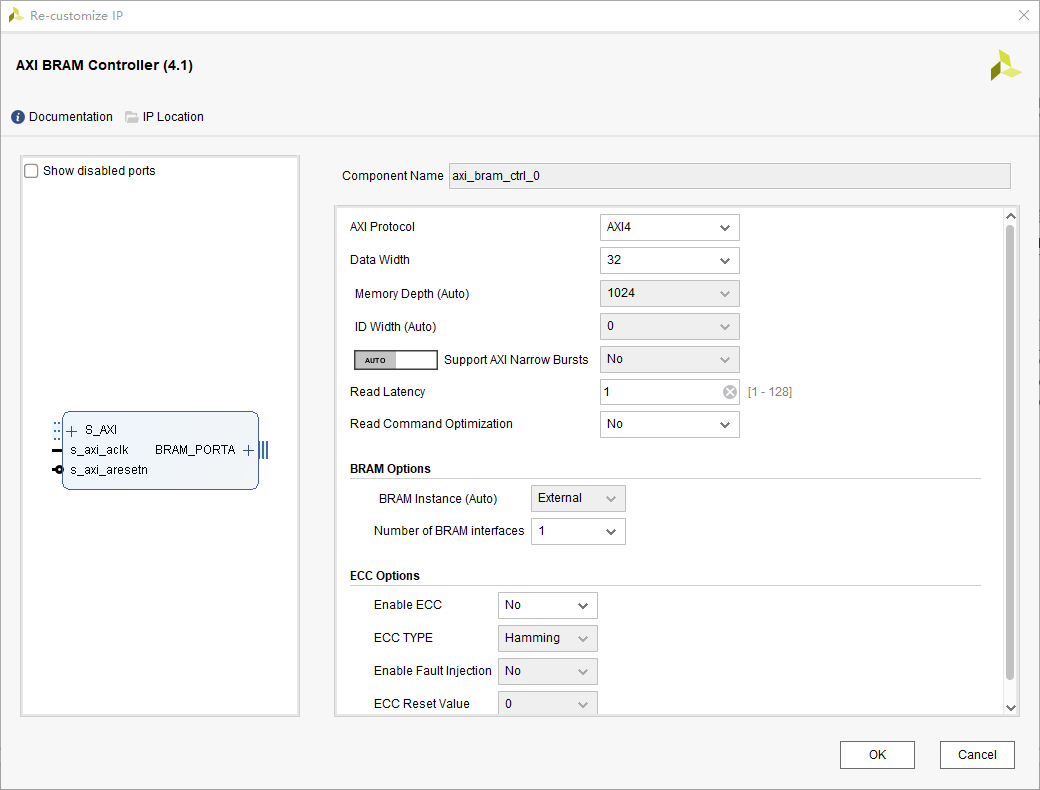 Re-customize IP
AXI BRAM Controller (4.1)
Documentation IP Location
Show disabled ports
S_AXI
s_axi_aclk BRAM_PORTA
s_axi_aresetn
Component Name axi_bram_ctrl_0
AXI Protocol AXI4
Data Width 32
Memory Depth (Auto) 1024
ID Width (Auto) 0
AUTO Support AXI Narrow Bursts No
Read Latency 1 [1 - 128]
Read Command Optimization No
BRAM Options
BRAM Instance (Auto) External
Number of BRAM interfaces 1
ECC Options
Enable ECC No
ECC TYPE Hamming
Enable Fault Injection No
ECC Reset Value 0
OK Cancel